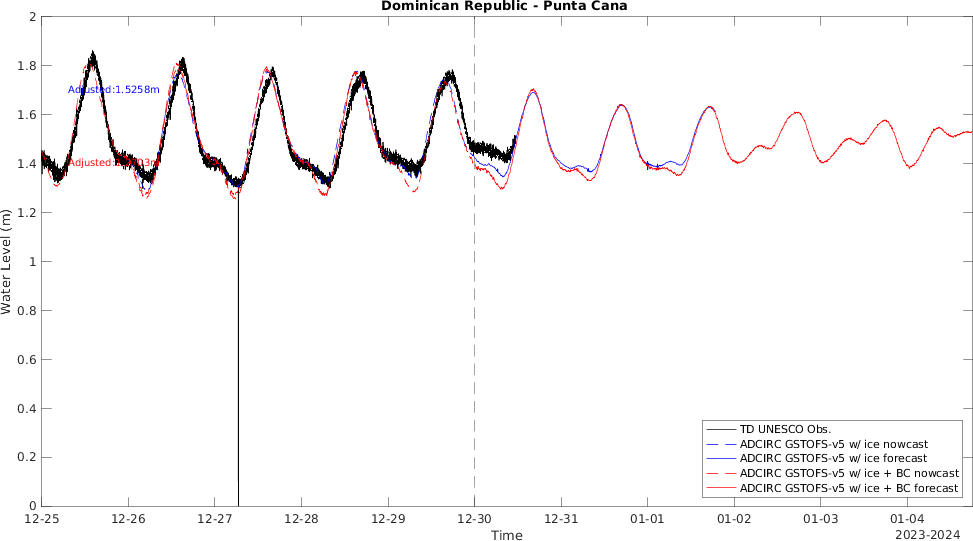 Dominican Republic - Punta Cana
2
1.8
1.6
1.4
1.2
1
0.8
0.6
0.4
0.2
0
Water Level (m)
Adjusted:1.5258m
12-25
12-26
12-27
12-28
12-29
12-30
12-31
01-01
01-02
01-03
01-04
Time
2023-2024
TD UNESCO Obs.
ADCIRC GSTOFS-v5 w/ ice nowcast
ADCIRC GSTOFS-v5 w/ ice forecast
ADCIRC GSTOFS-v5 w/ ice + BC nowcast
ADCIRC GSTOFS-v5 w/ ice + BC forecast